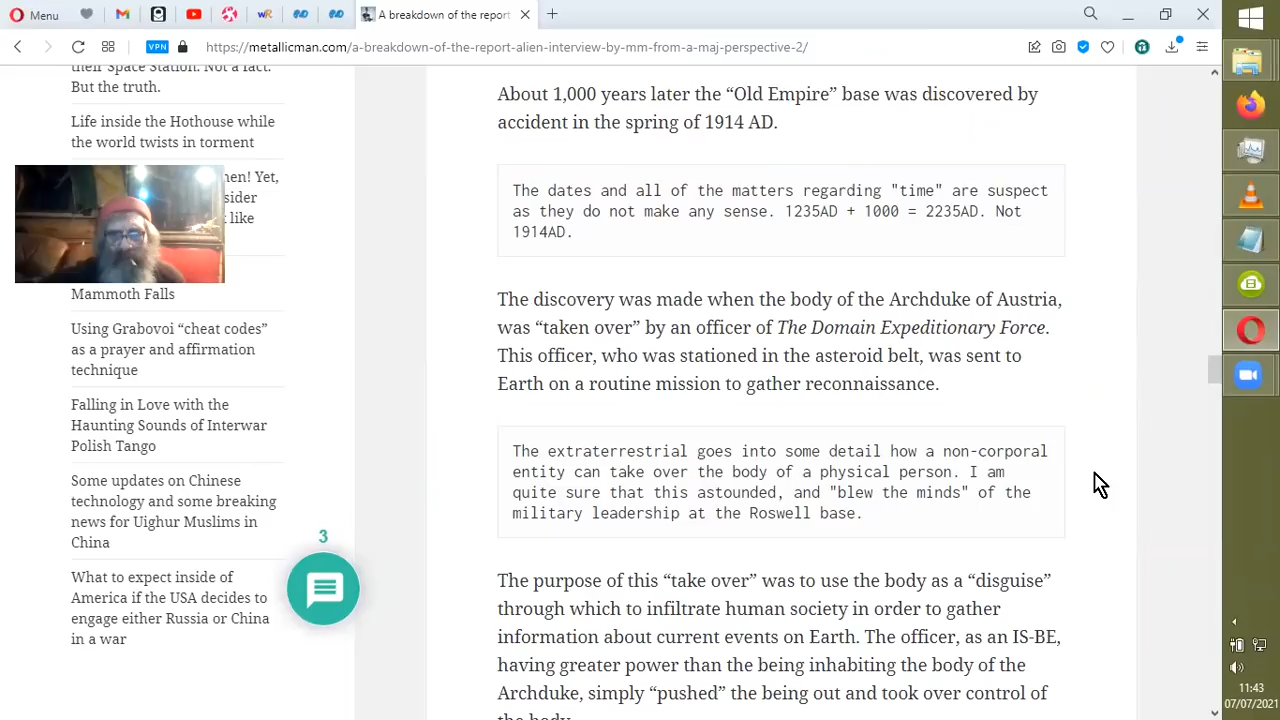 Menu
A breakdown of the report
VPN
https://metallicman.com/a-breakdown-of-the-report-alien-interview-by-mm-from-a-maj-perspective-2/
their Space Station. Not a fact.
But the truth.
Life inside the Hothouse while
the world twists in torment
Yet,
like
Mammoth Falls
Using Grabovoi “cheat codes”
as a prayer and affirmation
technique
Falling in Love with the
Haunting Sounds of Interwar
Polish Tango
Some updates on Chinese
technology and some breaking
news for Uighur Muslims in
China
What to expect inside of
America if the USA decides to
engage either Russia or China
in a war
3
About 1,000 years later the “Old Empire” base was discovered by
accident in the spring of 1914 AD.
The dates and all of the matters regarding "time" are suspect
as they do not make any sense. 1235AD + 1000 = 2235AD. Not
1914AD.
The discovery was made when the body of the Archduke of Austria,
was “taken over” by an officer of The Domain Expeditionary Force.
This officer, who was stationed in the asteroid belt, was sent to
Earth on a routine mission to gather reconnaissance.
The extraterrestrial goes into some detail how a non-corporal
entity can take over the body of a physical person. I am
quite sure that this astounded, and "blew the minds" of the
military leadership at the Roswell base.
The purpose of this “take over” was to use the body as a “disguise”
through which to infiltrate human society in order to gather
information about current events on Earth. The officer, as an IS-BE,
having greater power than the being inhabiting the body of the
Archduke, simply “pushed” the being out and took over control of
the body.
11:43
07/07/2021